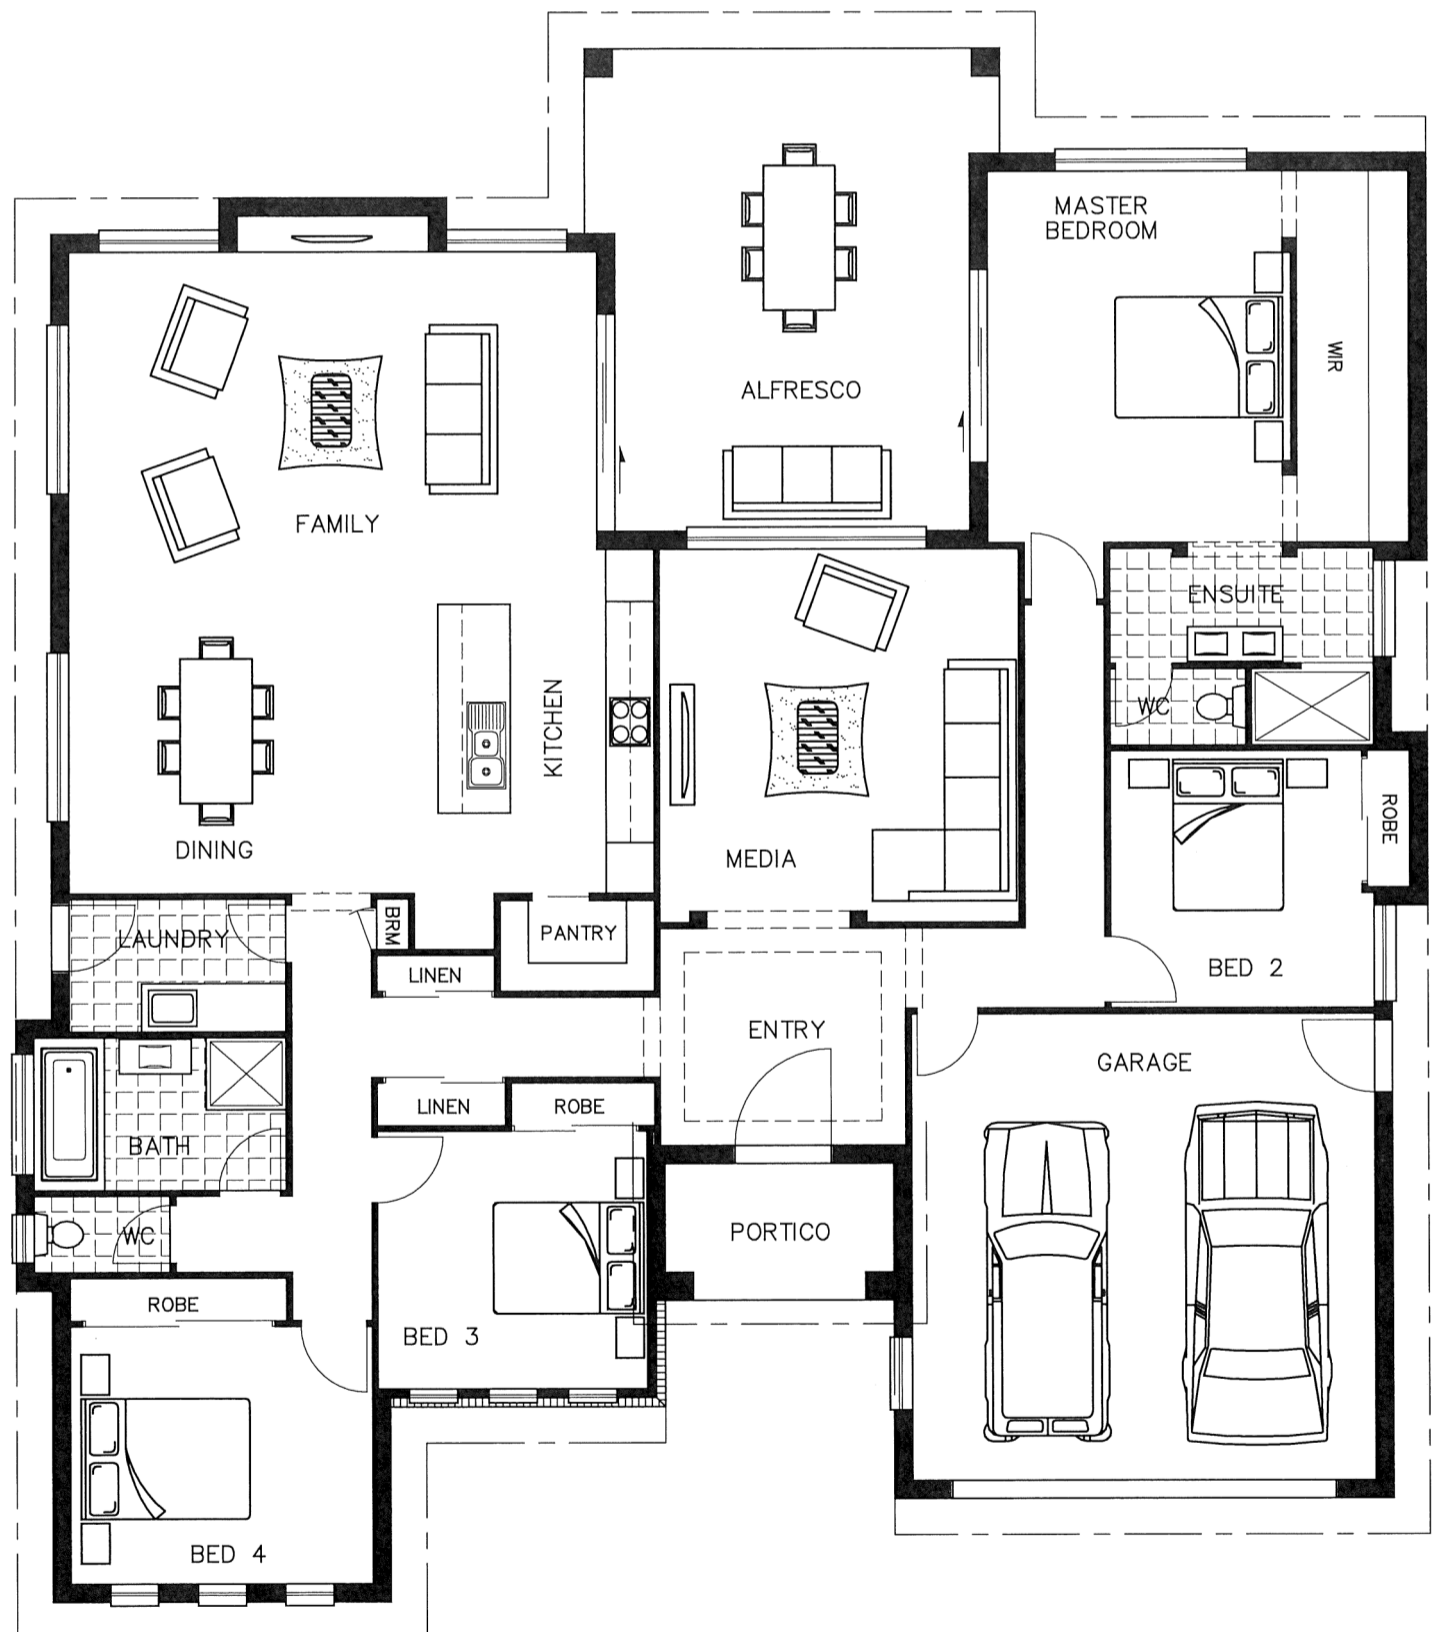 MASTER
BEDROOM
WIR
ALFRESCO
FAMILY
ENSUITE
WC
KITCHEN
ROBE
DINING
MEDIA
BRM
LAUNDRY
PANTRY
LINEN
BED 2
ENTRY
GARAGE
LINEN
ROBE
BATH
WC
PORTICO
ROBE
BED 3
BED 4